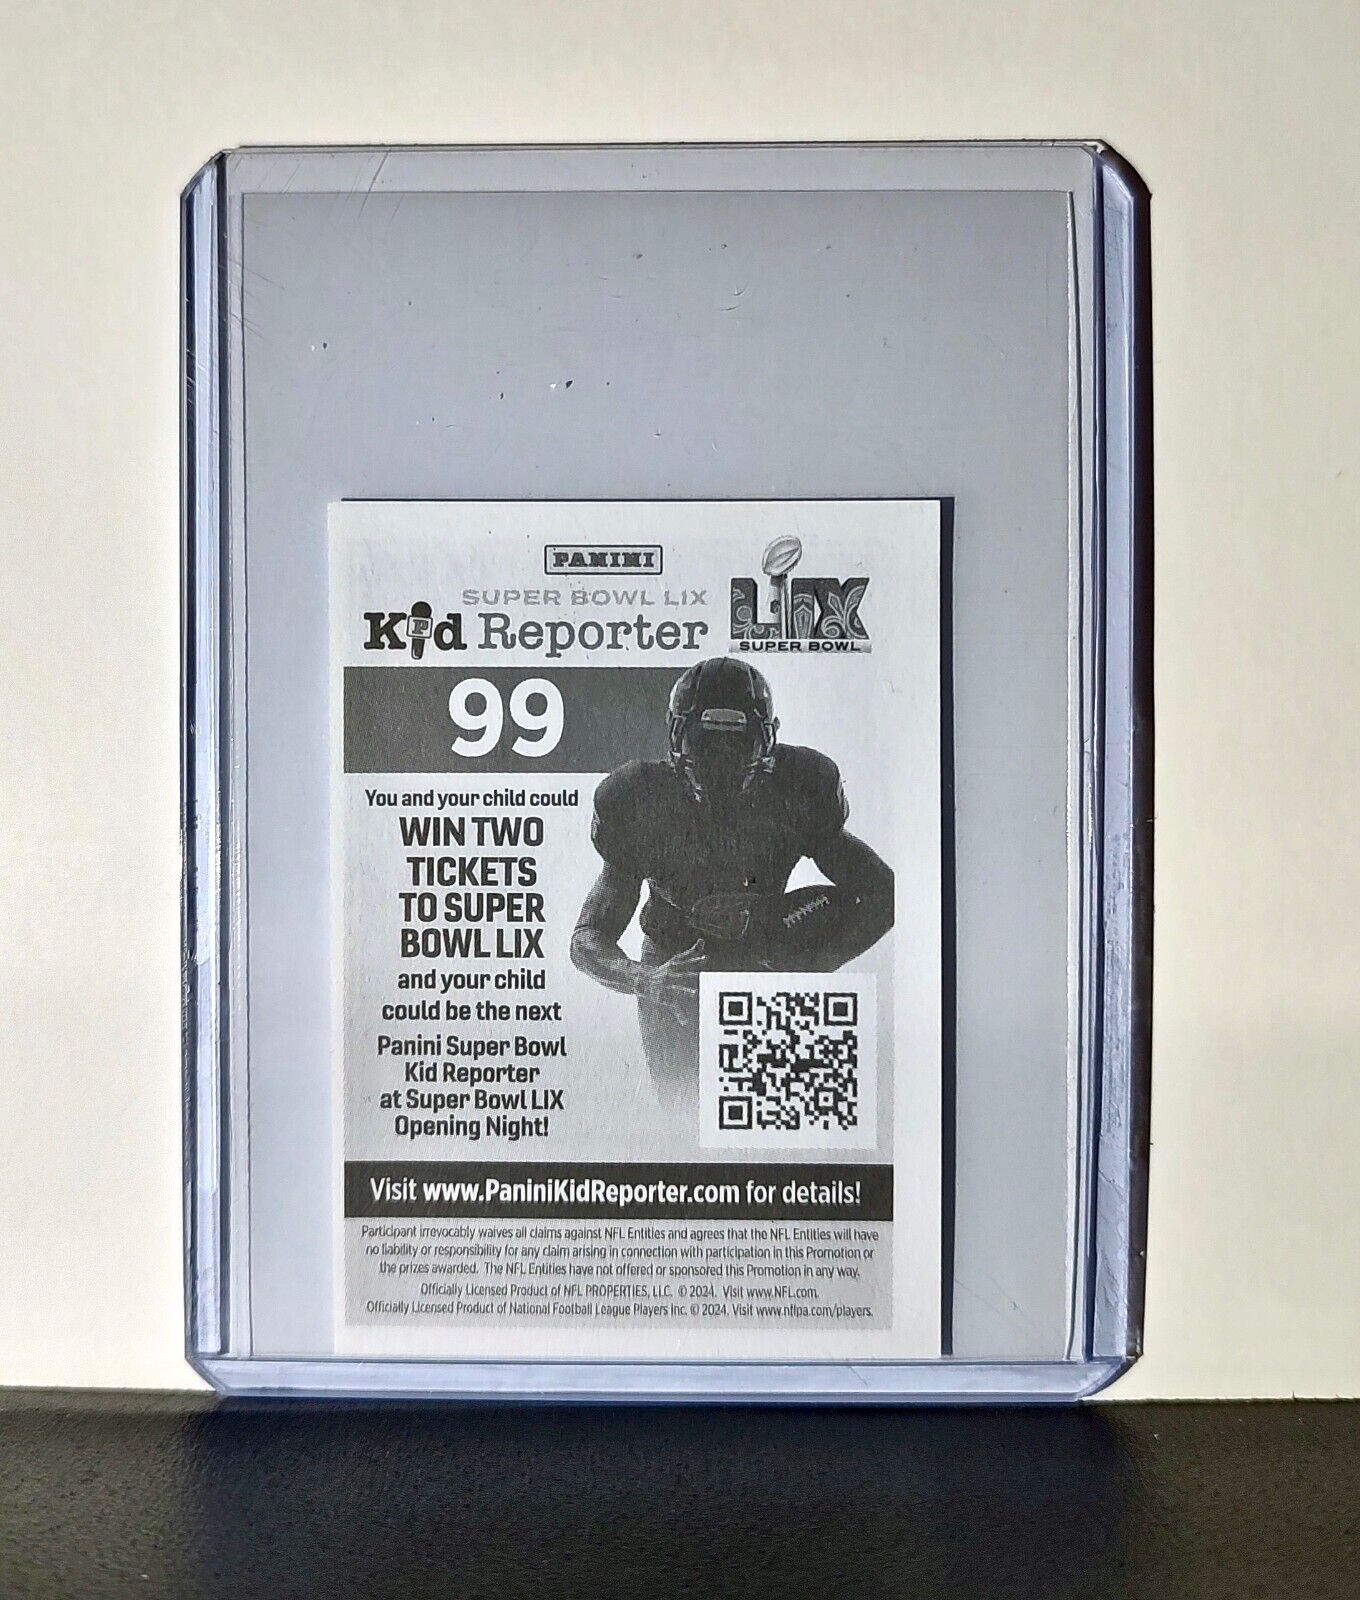 PANINI
SUPER BOWL LIX
Kid Reporter
P
LIX
SUPER BOWL
99
You and your child could
WIN TWO
TICKETS
TO SUPER
BOWL LIX
and your child
could be the next
Panini Super Bowl
Kid Reporter
at Super Bowl LIX
Opening Night!
Visit www.PaniniKidReporter.com for details!
Participant irrevocably waives all claims against NFL Entities and agrees that the NFL Entities will have
no liability or responsibility for any claim arising in connection with participation in this Promotion or
the prizes awarded. The NFL Entities have not offered or sponsored this Promotion in any way.
Officially Licensed Product of NFL PROPERTIES, LLC. © 2024. Visit www.NFL.com.
Officially Licensed Product of National Football League Players Inc. © 2024. Visit www.nflpa.com/players.